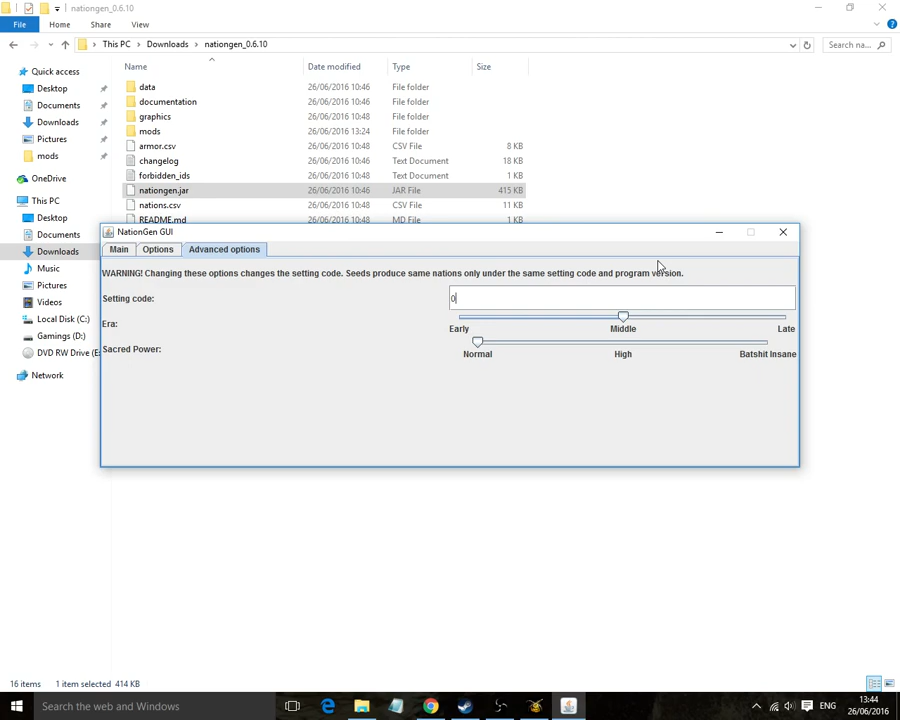 nationgen_0.6.10
File Home Share View
This PC Downloads nationgen_0.6.10 Search na...
Name Date modified Type Size
Quick access
Desktop
Documents
Downloads
Pictures
mods
OneDrive
This PC
Desktop
Documents
Downloads
Music
Pictures
Videos
Local Disk (C:)
Gamings (D:)
DVD RW Drive (E
Network
data 26/06/2016 10:46 File folder
documentation 26/06/2016 10:46 File folder
graphics 26/06/2016 10:48 File folder
mods 26/06/2016 13:24 File folder
armor.csv 26/06/2016 10:48 CSV File 8 KB
changelog 26/06/2016 10:46 Text Document 18 KB
forbidden_ids 26/06/2016 10:48 Text Document 1 KB
nationgen.jar 26/06/2016 10:46 JAR File 415 KB
nations.csv 26/06/2016 10:48 CSV File 11 KB
README.md 26/06/2016 10:48 MD File 1 KB
NationGen GUI
Main Options Advanced options
WARNING! Changing these options changes the setting code. Seeds produce same nations only under the same setting code and program version.
Setting code: 0
Era:
Early Middle Late
Sacred Power:
Normal High Batshit Insane
16 items 1 item selected 414 KB
Search the web and Windows
ENG
13:44
26/06/2016